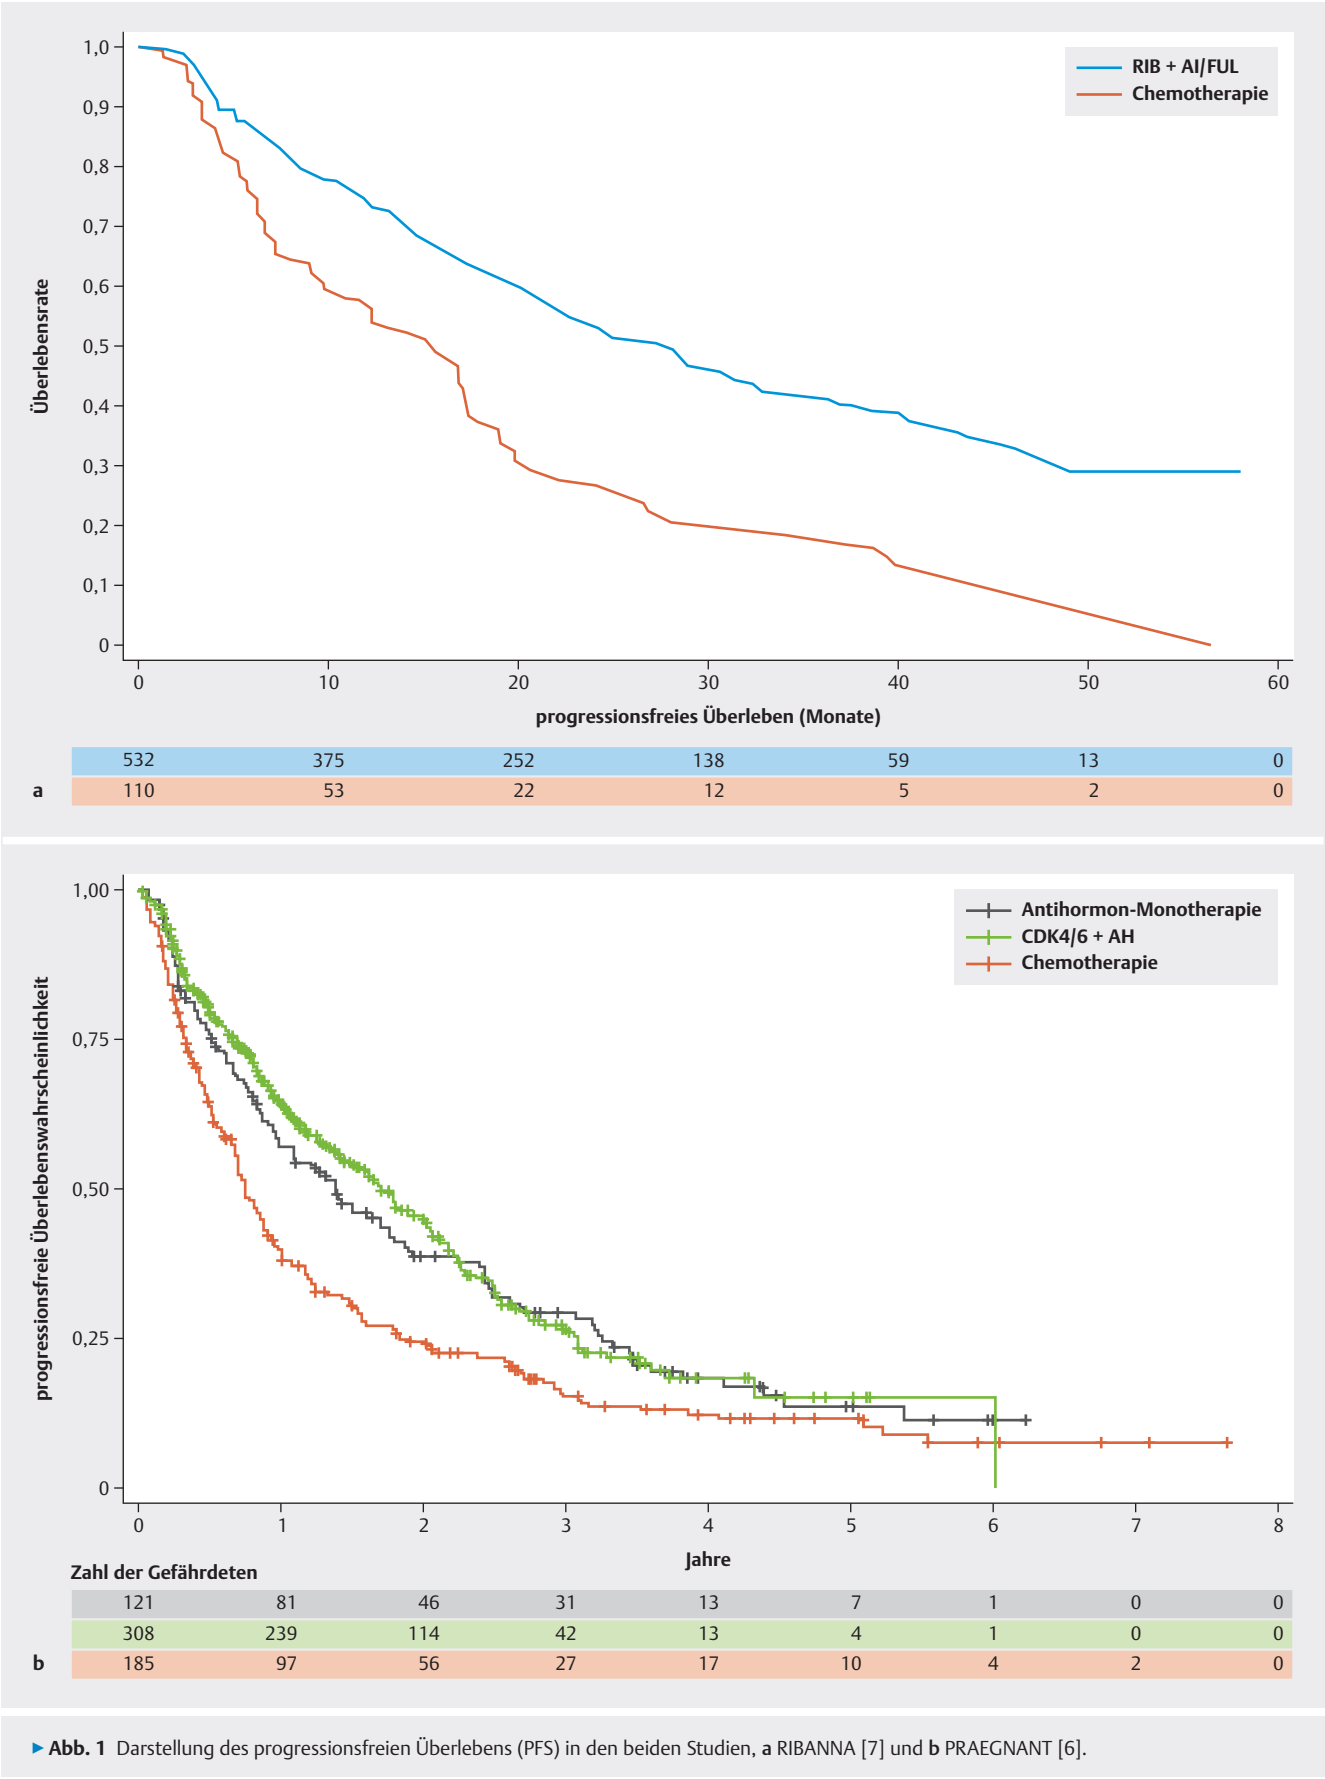 1,0
0,9
0,8
0,7
0,6
0,5
0,4
0,3
0,2
0,1
0
Überlebensrate
RIB + AI/FUL
Chemotherapie
0 10 20 30 40 50 60
progressionsfreies Überleben (Monate)
532 375 252 138 59 13 0
a 110 53 22 12 5 2 0
1,00
0,75
0,50
0,25
0
progressionsfreie Überlebenswahrscheinlichkeit
Antihormon-Monotherapie
CDK4/6 + AH
Chemotherapie
0 1 2 3 4 5 6 7 8
Jahre
Zahl der Gefährdeten
121 81 46 31 13 7 1 0 0
308 239 114 42 13 4 1 0 0
b 185 97 56 27 17 10 4 2 0
▶ Abb. 1 Darstellung des progressionsfreien Überlebens (PFS) in den beiden Studien, a RIBANNA [7] und b PRAEGNANT [6].